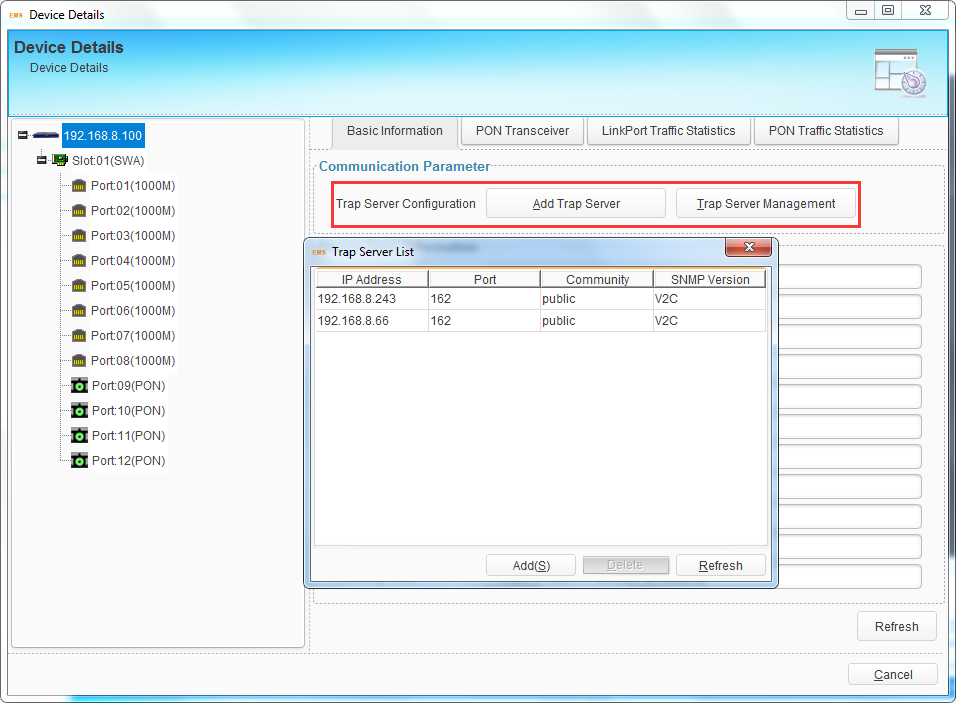 EMS Device Details
Device Details
Device Details
192.168.8.100
Slot:01(SWA)
Port:01(1000M)
Port:02(1000M)
Port:03(1000M)
Port:04(1000M)
Port:05(1000M)
Port:06(1000M)
Port:07(1000M)
Port:08(1000M)
Port:09(PON)
Port:10(PON)
Port:11(PON)
Port:12(PON)
Basic Information PON Transceiver LinkPort Traffic Statistics PON Traffic Statistics
Communication Parameter
Trap Server Configuration Add Trap Server Trap Server Management
EMS Trap Server List
IP Address Port Community SNMP Version
192.168.8.243 162 public V2C
192.168.8.66 162 public V2C
Add(S) Delete Refresh
Refresh
Cancel